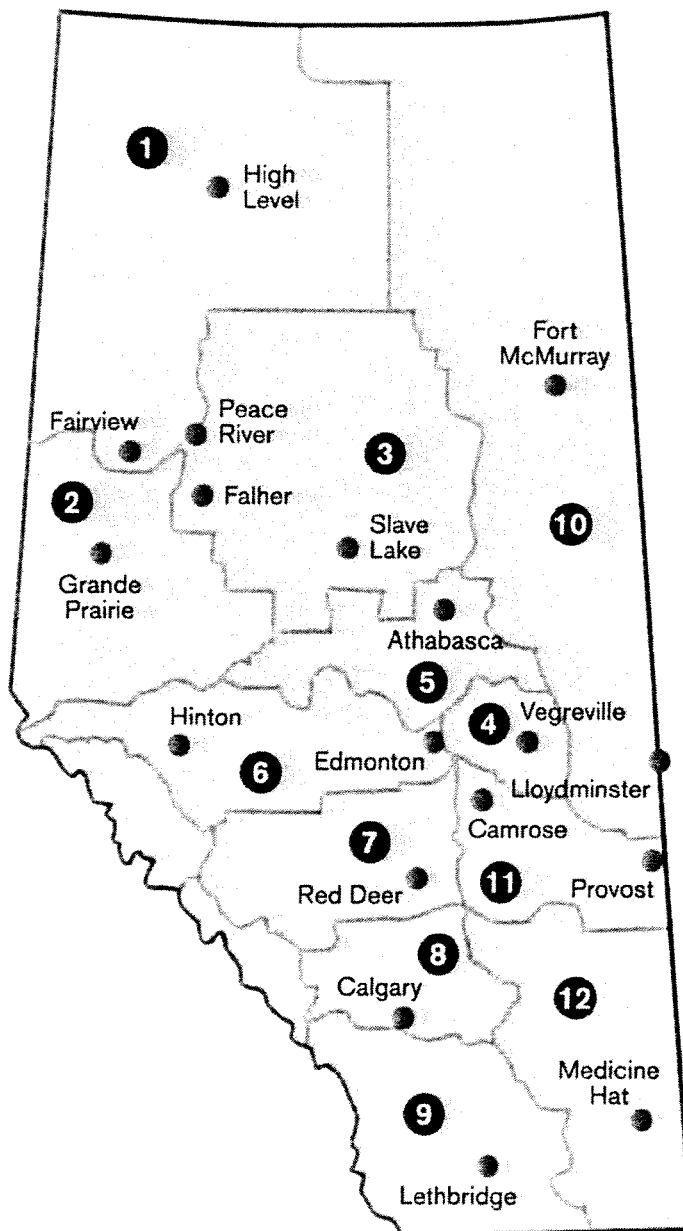 1
High
Level
Fort
McMurray
Fairview
Peace
River
3
2
Falher
10
Slave
Lake
Grande
Prairie
Athabasca
5
Hinton
4
Vegreville
Edmonton
6
Lloydminster
Camrose
7
Red Deer
11
Provost
8
Calgary
12
Medicine
Hat
9
Lethbridge